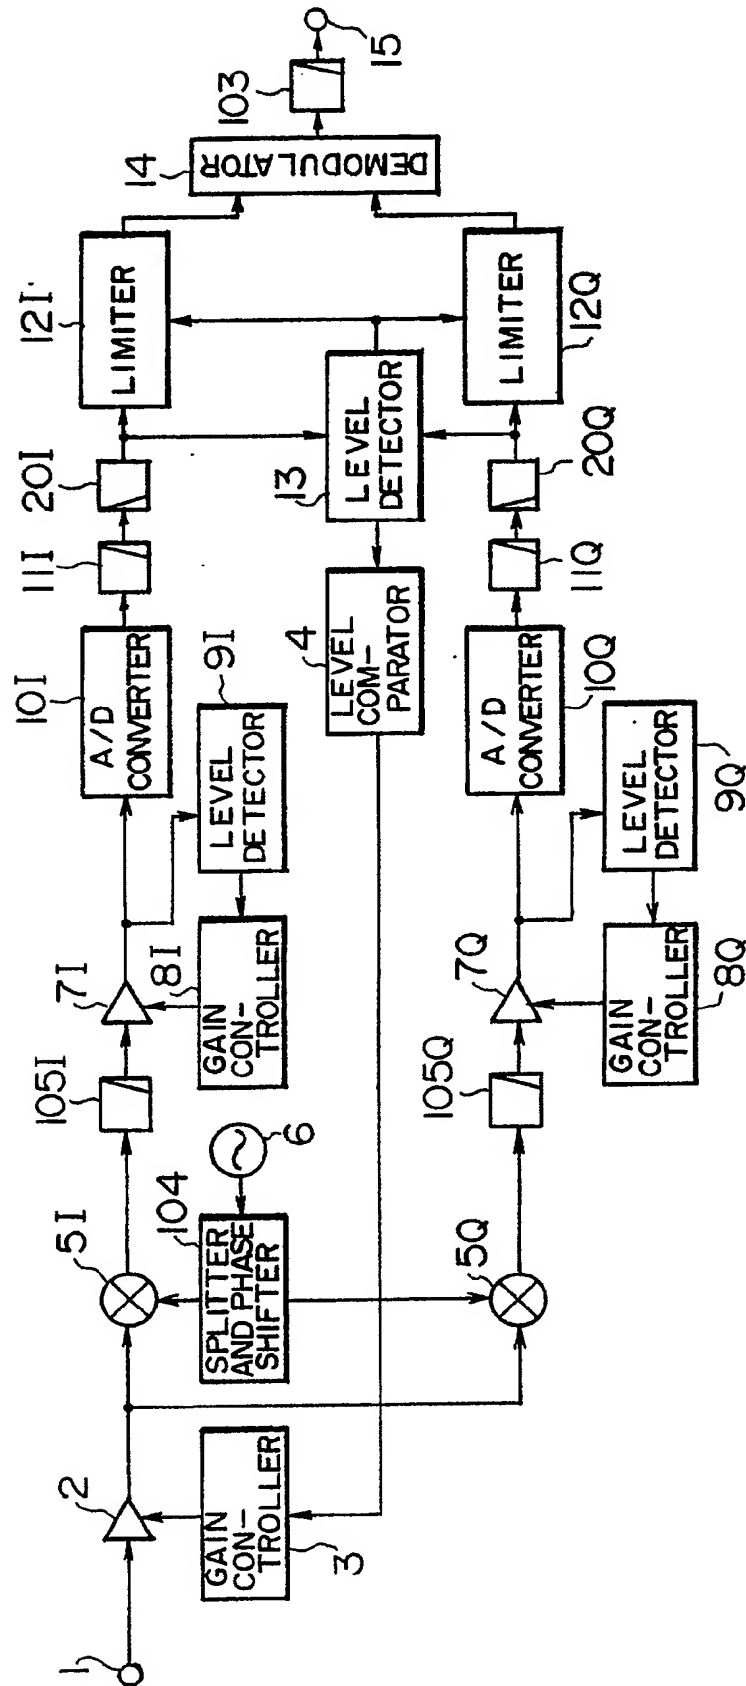 1
2
GAIN
CON-
TROLLER
3
5I
SPLITTER
AND PHASE
SHIFTER
104
6
5Q
105I
7I
GAIN
CON-
TROLLER
8I
LEVEL
DETECTOR
9I
105Q
7Q
GAIN
CON-
TROLLER
8Q
LEVEL
DETECTOR
9Q
A/D
CONVERTER
10I
11I
20I
LIMITER
12I
LEVEL
COM-
PARATOR
4
LEVEL
DETECTOR
13
A/D
CONVERTER
10Q
11Q
20Q
LIMITER
12Q
DEMODULATOR
14
103
15